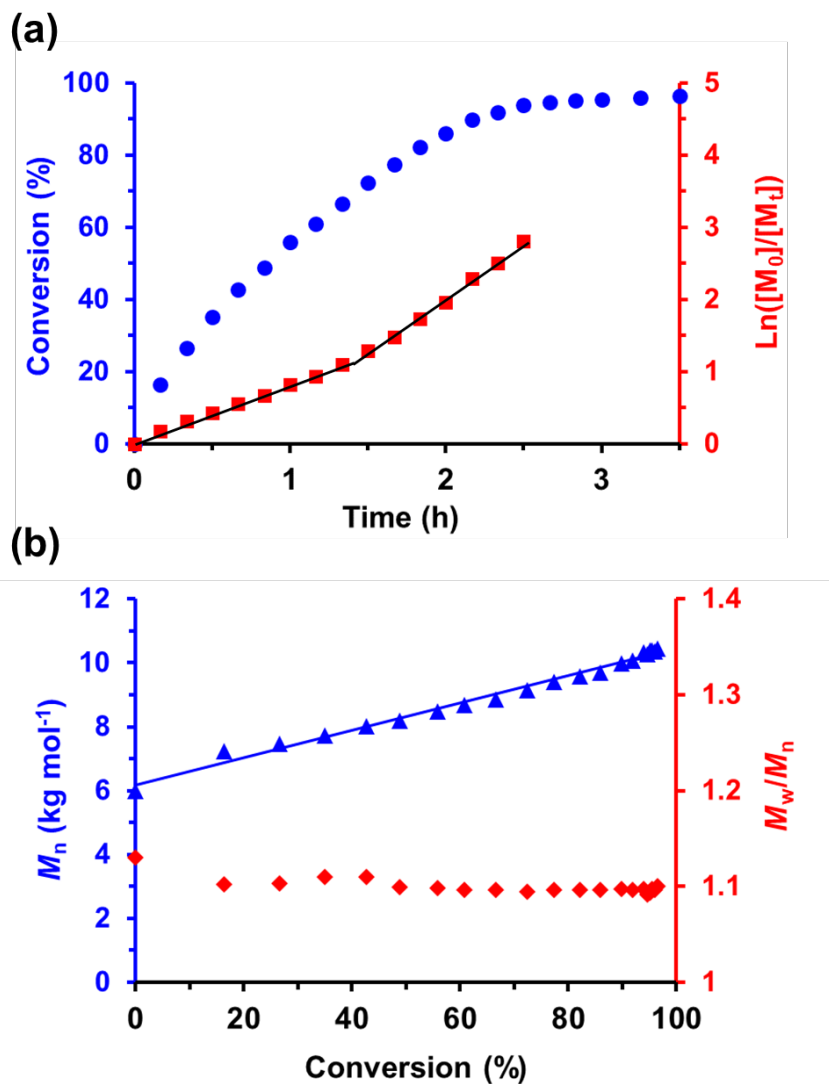 (a)
Conversion (%)
100
80
60
40
20
0
5
4
3
2
1
0
Ln([M₀]/[Mₜ])
0 1 2 3
Time (h)
(b)
Mₙ (kg mol⁻¹)
12
10
8
6
4
2
0
1.4
1.3
1.2
1.1
1
M_w/Mₙ
0 20 40 60 80 100
Conversion (%)